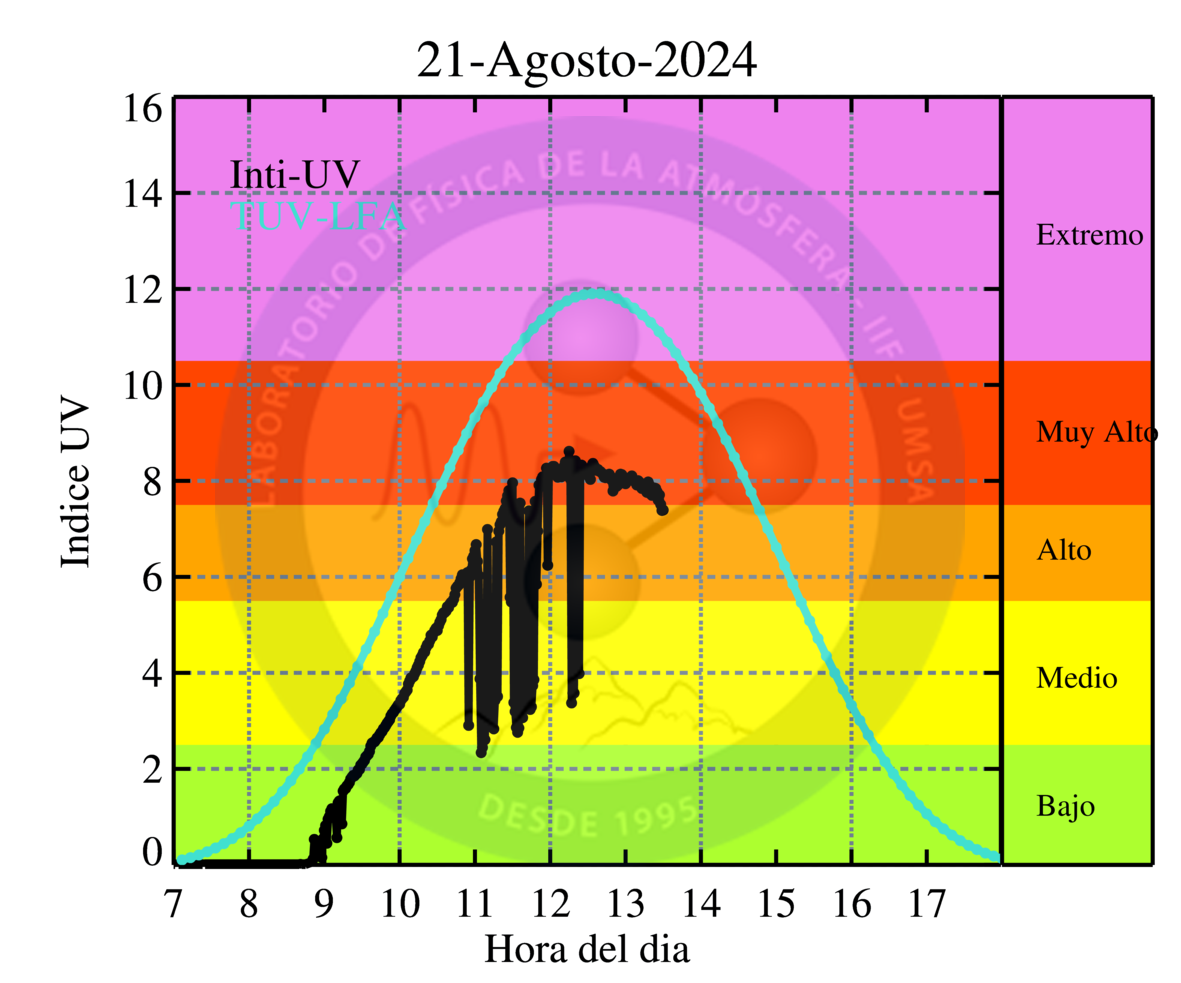 21-Agosto-2024
Inti-UV
TUV-LFA
Indice UV
16
14
12
10
8
6
4
2
0
7 8 9 10 11 12 13 14 15 16 17
Hora del dia
Extremo
Muy Alto
Alto
Medio
Bajo
LABORATORIO DE FÍSICA DE LA ATMÓSFERA - IIF - UMSA
DESDE 1995